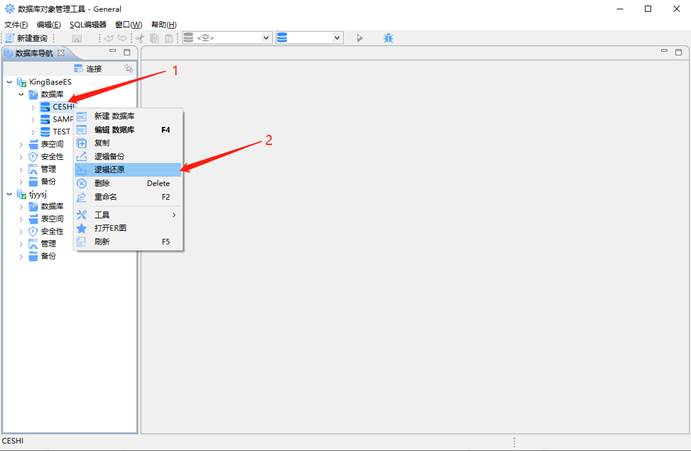 数据库对象管理工具 - General
文件(F) 编辑(E) SQL编辑器 窗口(W) 帮助(H)
新建查询 <空>
数据库导航
连接
1
KingBaseES
数据库
CESHI
SAMP
TEST
表空间
安全性
管理
备份
tjyysj
数据库
表空间
安全性
管理
备份
新建 数据库
编辑 数据库 F4
复制
逻辑备份
逻辑还原
2
删除 Delete
重命名 F2
工具
打开ER图
刷新 F5
CESHI